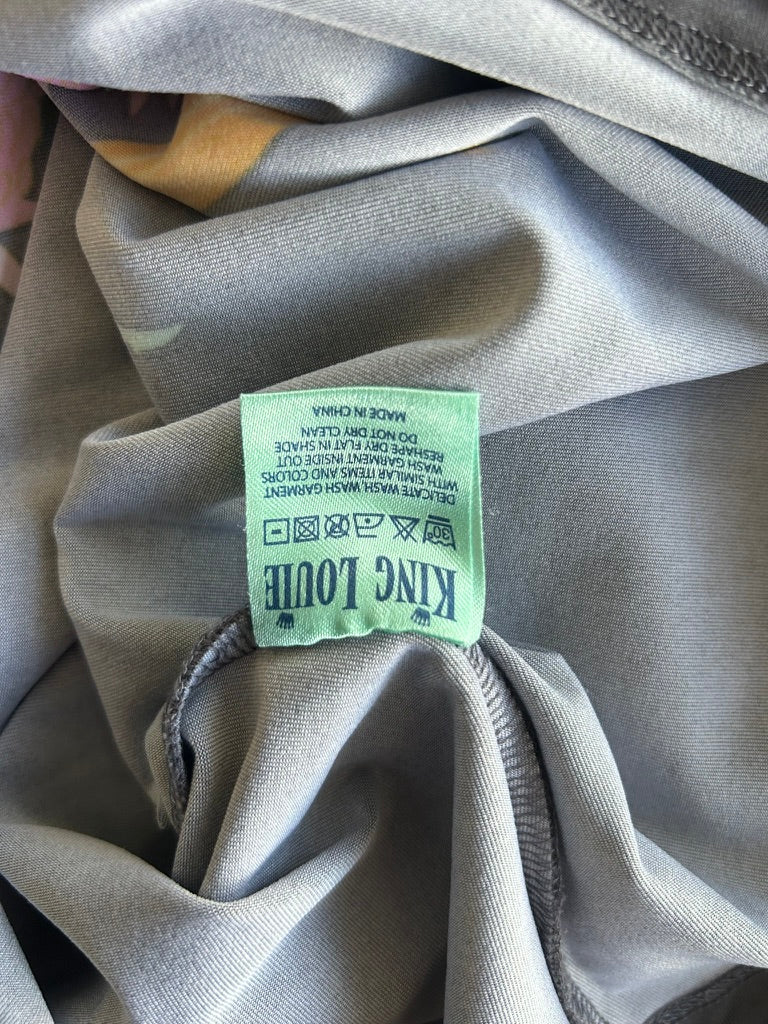 KING LOUIE
30°
DELICATE WASH, WASH GARMENT
WITH SIMILAR ITEMS AND COLORS
WASH GARMENT INSIDE OUT
RESHAPE DRY FLAT IN SHADE
DO NOT DRY CLEAN
MADE IN CHINA